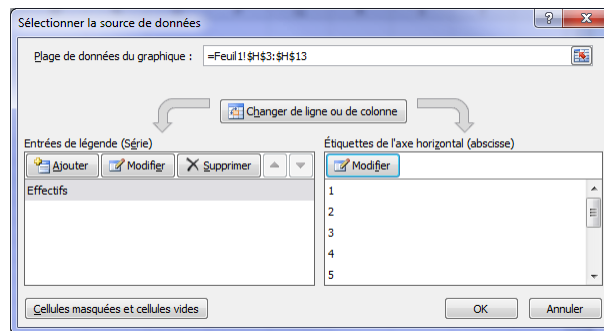 Sélectionner la source de données
Plage de données du graphique : =Feuil1!$H$3:$H$13
Changer de ligne ou de colonne
Entrées de légende (Série)
Ajouter Modifier Supprimer
Effectifs
Étiquettes de l'axe horizontal (abscisse)
Modifier
1
2
3
4
5
Cellules masquées et cellules vides
OK Annuler